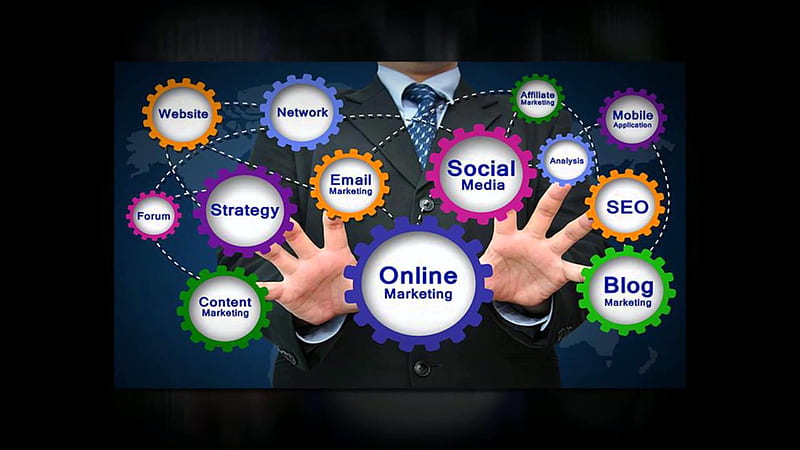 Website
Network
Affiliate
Marketing
Mobile
Application
Email
Marketing
Social
Media
Analysis
Forum
Strategy
SEO
Online
Marketing
Content
Marketing
Blog
Marketing